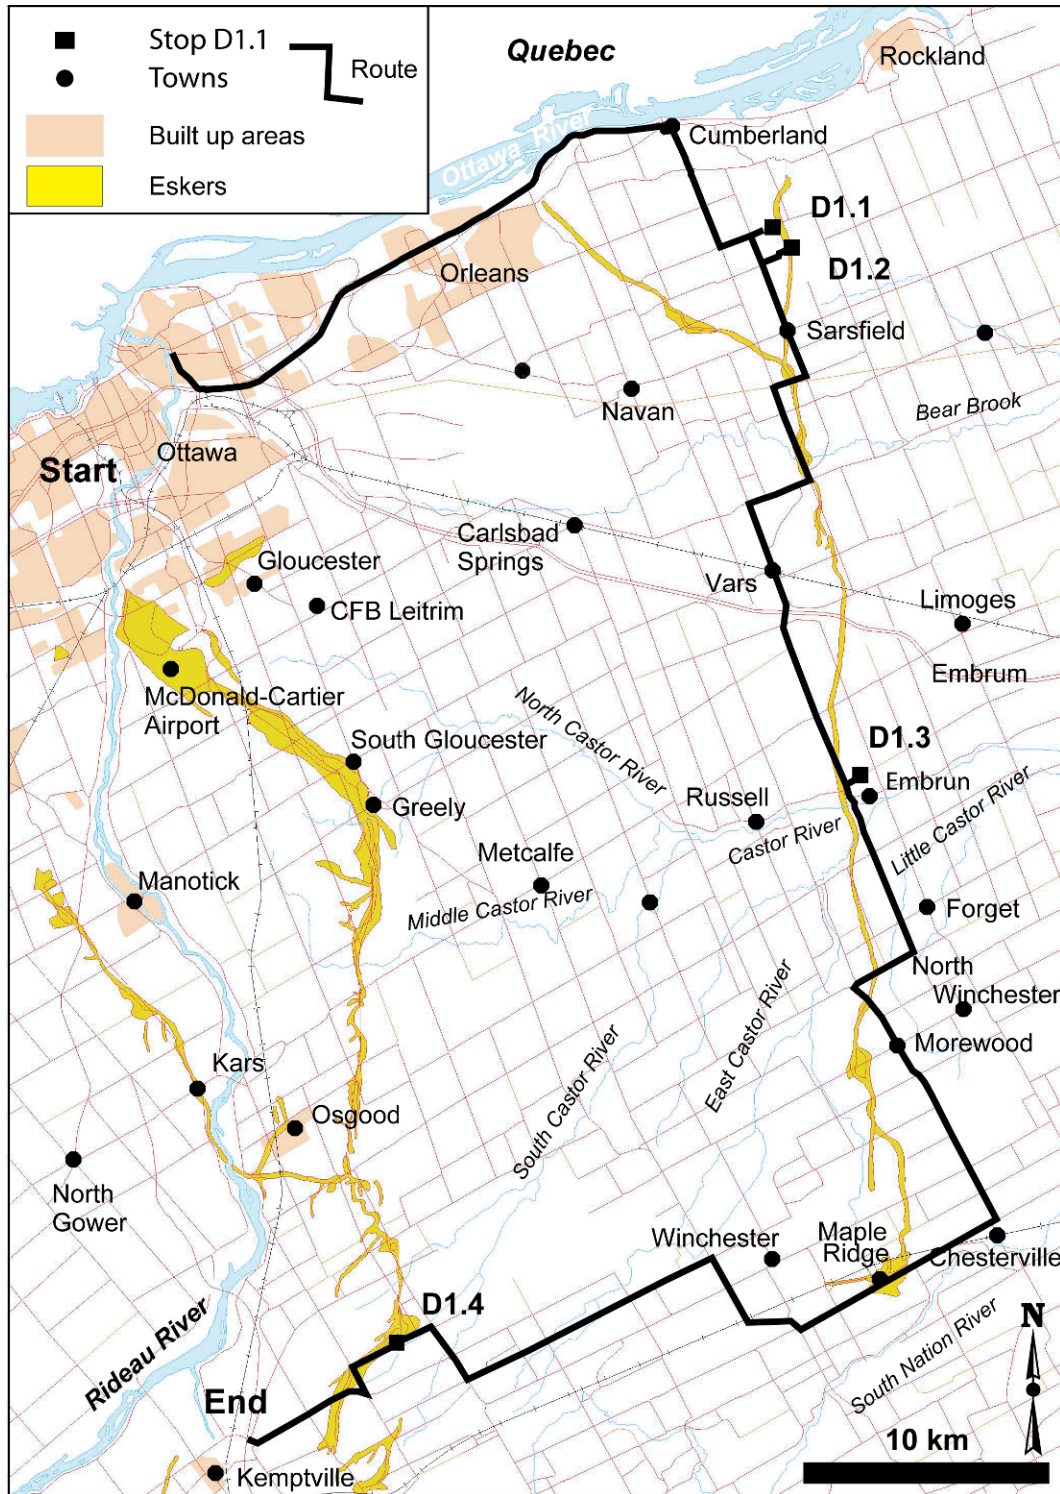 Stop D1.1
Route
Towns
Built up areas
Eskers
Quebec
Rockland
Ottawa River
Cumberland
D1.1
D1.2
Orleans
Sarsfield
Navan
Bear Brook
Ottawa
Start
Carlsbad
Springs
Gloucester
Vars
CFB Leitrim
Limoges
Embrum
McDonald-Cartier
Airport
North Castor River
South Gloucester
D1.3
Embrun
Greely
Russell
Castor River
Little Castor River
Metcalfe
Manotick
Middle Castor River
Forget
North
Winchester
East Castor River
Morewood
South Castor River
Kars
Osgood
North
Gower
Winchester
Maple
Ridge
Chesterville
D1.4
Rideau River
South Nation River
N
End
10 km
Kemptville